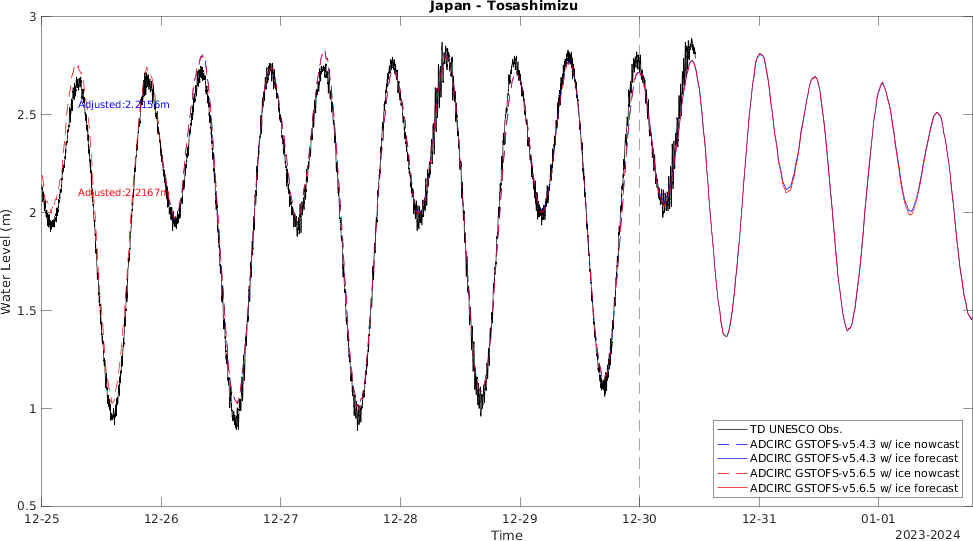 Japan - Tosashimizu
3
2.5
2
1.5
1
0.5
Water Level (m)
Adjusted:2.2156m
Adjusted:2.2167m
TD UNESCO Obs.
ADCIRC GSTOFS-v5.4.3 w/ ice nowcast
ADCIRC GSTOFS-v5.4.3 w/ ice forecast
ADCIRC GSTOFS-v5.6.5 w/ ice nowcast
ADCIRC GSTOFS-v5.6.5 w/ ice forecast
12-25 12-26 12-27 12-28 12-29 12-30 12-31 01-01
Time
2023-2024